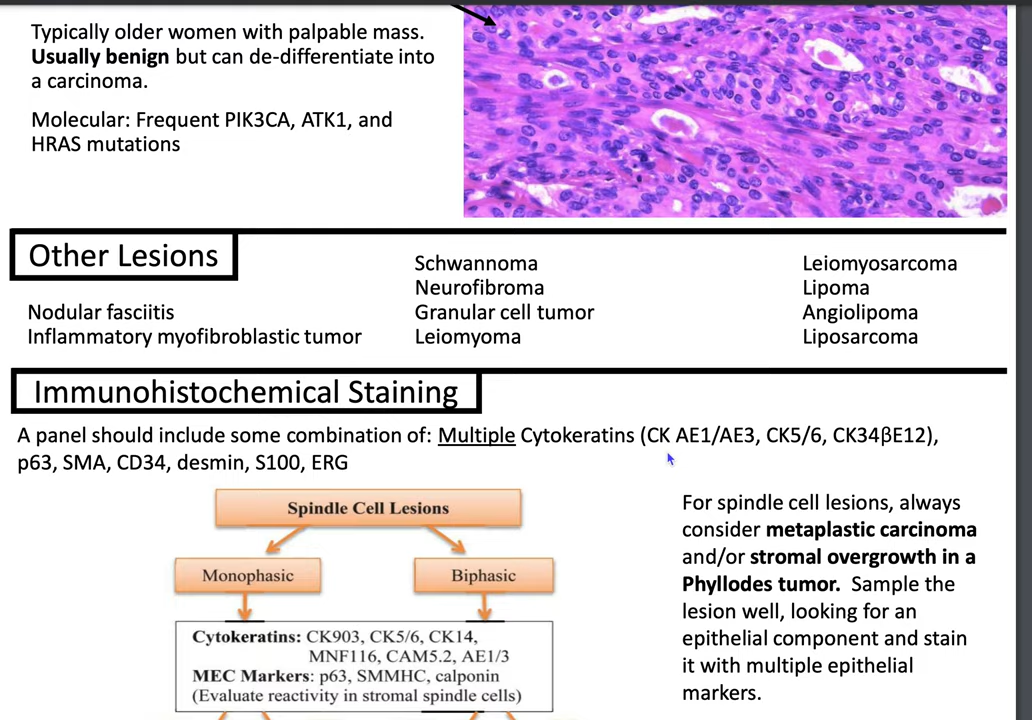 Typically older women with palpable mass.
Usually benign but can de-differentiate into
a carcinoma.
Molecular: Frequent PIK3CA, ATK1, and
HRAS mutations
Other Lesions
Nodular fasciitis
Inflammatory myofibroblastic tumor
Schwannoma
Neurofibroma
Granular cell tumor
Leiomyoma
Leiomyosarcoma
Lipoma
Angiolipoma
Liposarcoma
Immunohistochemical Staining
A panel should include some combination of: Multiple Cytokeratins (CK AE1/AE3, CK5/6, CK34βE12),
p63, SMA, CD34, desmin, S100, ERG
Spindle Cell Lesions
Monophasic
Biphasic
Cytokeratins: CK903, CK5/6, CK14,
MNF116, CAM5.2, AE1/3
MEC Markers: p63, SMMHC, calponin
(Evaluate reactivity in stromal spindle cells)
For spindle cell lesions, always
consider metaplastic carcinoma
and/or stromal overgrowth in a
Phyllodes tumor. Sample the
lesion well, looking for an
epithelial component and stain
it with multiple epithelial
markers.